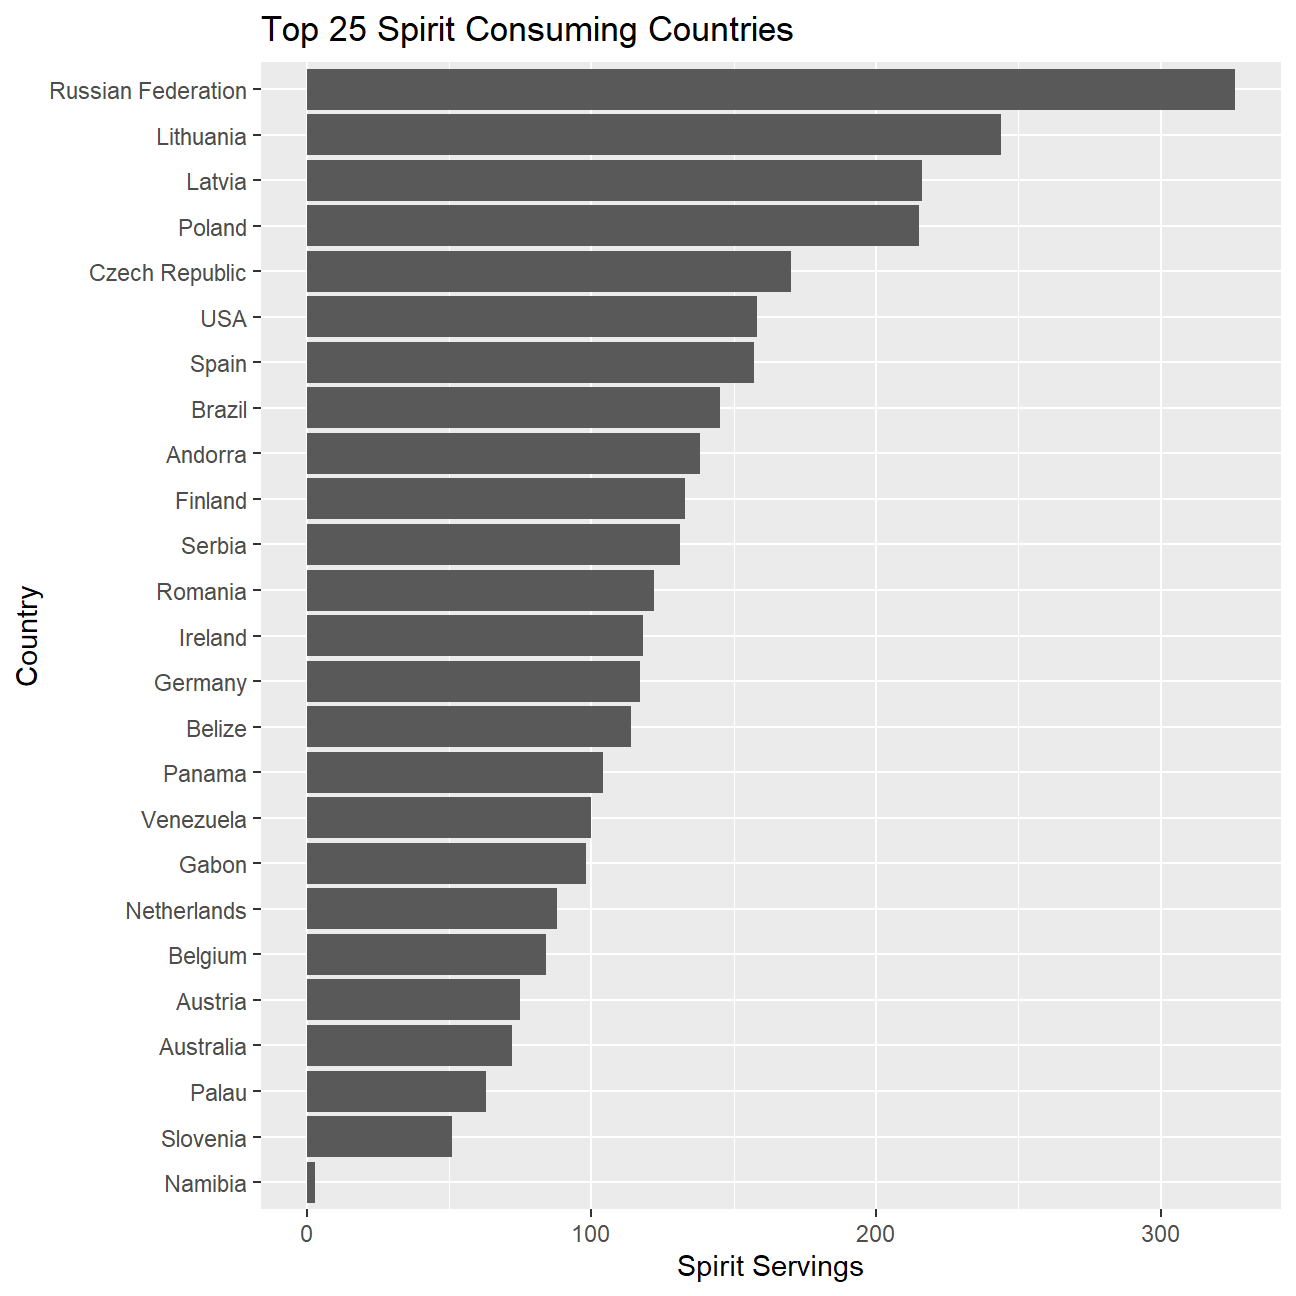 Top 25 Spirit Consuming Countries
Russian Federation
Lithuania
Latvia
Poland
Czech Republic
USA
Spain
Brazil
Andorra
Finland
Serbia
Romania
Ireland
Germany
Belize
Panama
Venezuela
Gabon
Netherlands
Belgium
Austria
Australia
Palau
Slovenia
Namibia
Country
0 100 200 300
Spirit Servings